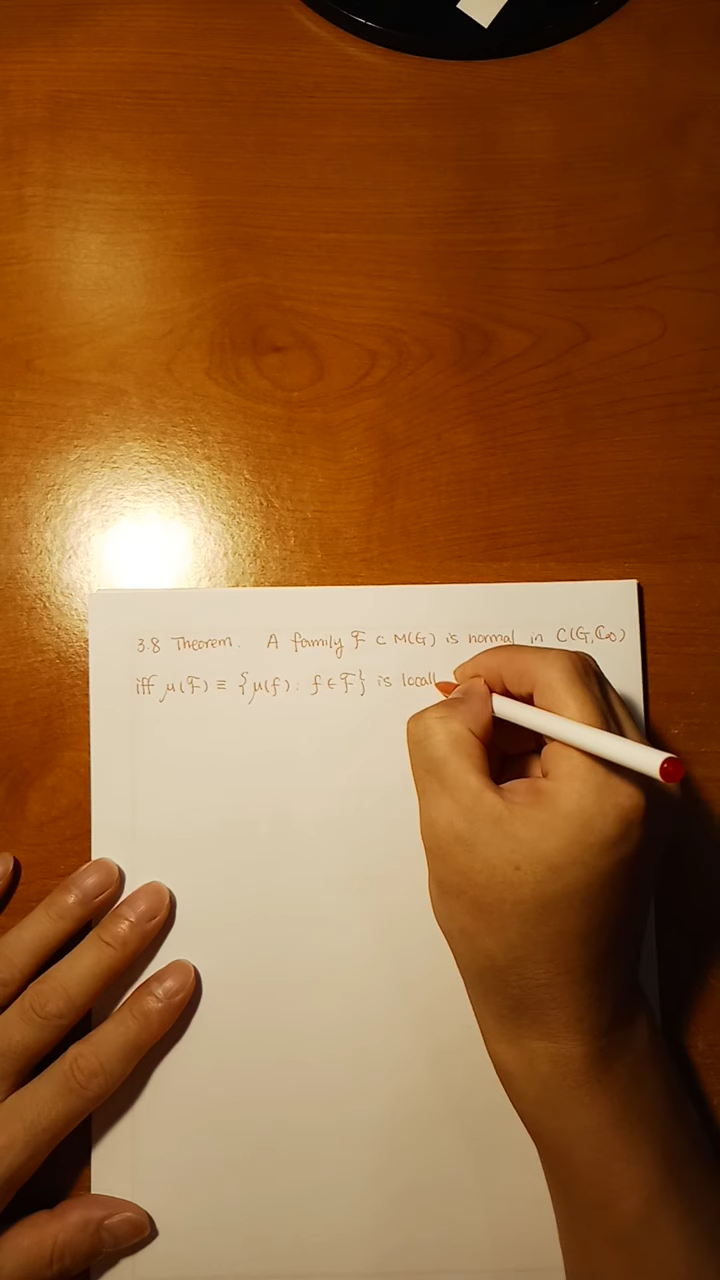 3.8 Theorem. A family ℱ ⊂ M(G) is normal in C(G, ℂ∞)
iff μ(ℱ) ≡ {μ(f) : f ∈ ℱ} is locall